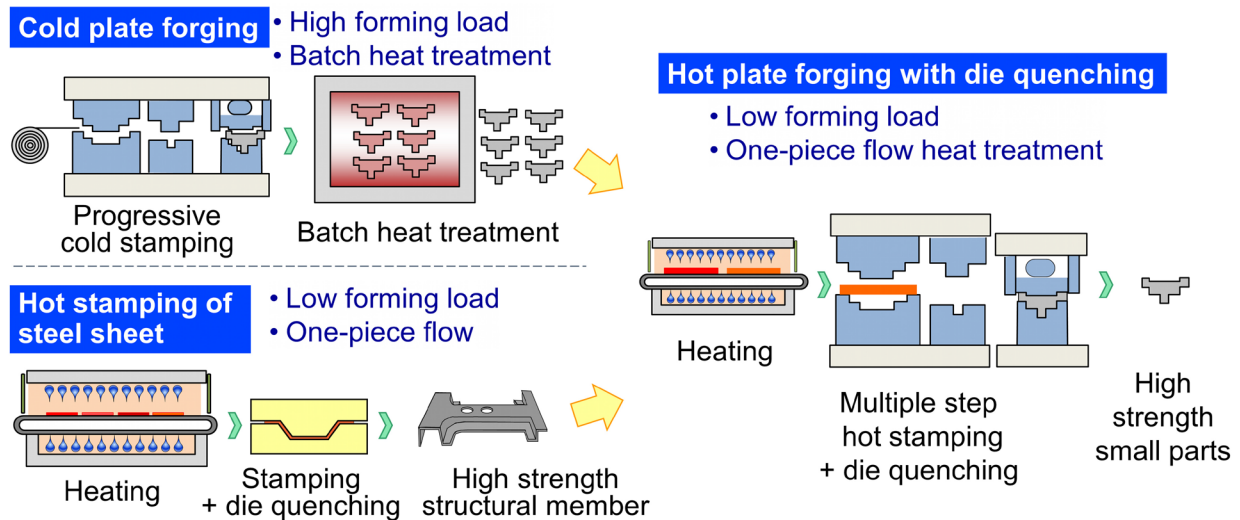 Cold plate forging
• High forming load
• Batch heat treatment
Progressive
cold stamping
Batch heat treatment
Hot stamping of
steel sheet
• Low forming load
• One-piece flow
Heating
Stamping
+ die quenching
High strength
structural member
Hot plate forging with die quenching
• Low forming load
• One-piece flow heat treatment
Heating
Multiple step
hot stamping
+ die quenching
High
strength
small parts